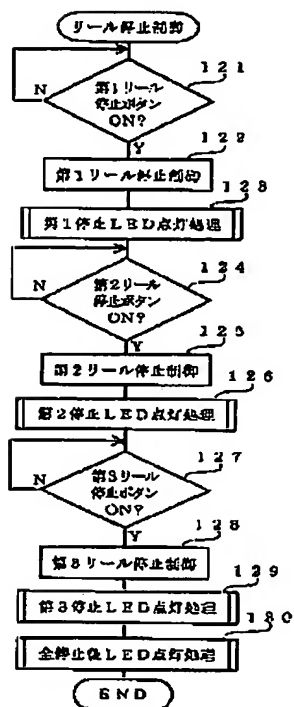 リール停止制御
121
第1リール
停止ボタン
ON?
N
Y
122
第1リール停止制御
123
第1停止LED点灯処理
124
第2リール
停止ボタン
ON?
N
Y
125
第2リール停止制御
126
第2停止LED点灯処理
127
第3リール
停止ボタン
ON?
N
Y
128
第3リール停止制御
129
第3停止LED点灯処理
130
全停止後LED点灯処理
END